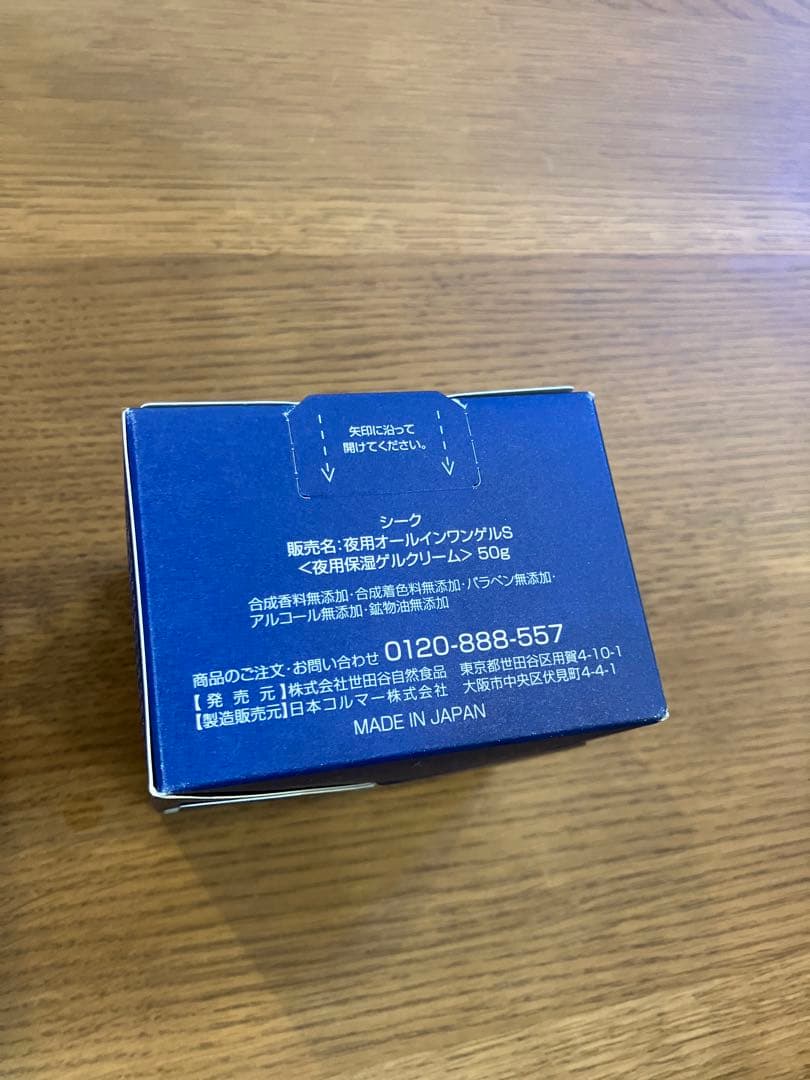 矢印に沿って
開けてください。
シーク
販売名：夜用オールインワンゲルS
＜夜用保湿ゲルクリーム＞ 50g
合成香料無添加・合成着色料無添加・パラベン無添加・
アルコール無添加・鉱物油無添加
商品のご注文・お問い合わせ 0120-888-557
【発売元】株式会社世田谷自然食品 東京都世田谷区用賀4-10-1
【製造販売元】日本コルマー株式会社 大阪市中央区伏見町4-4-1
MADE IN JAPAN